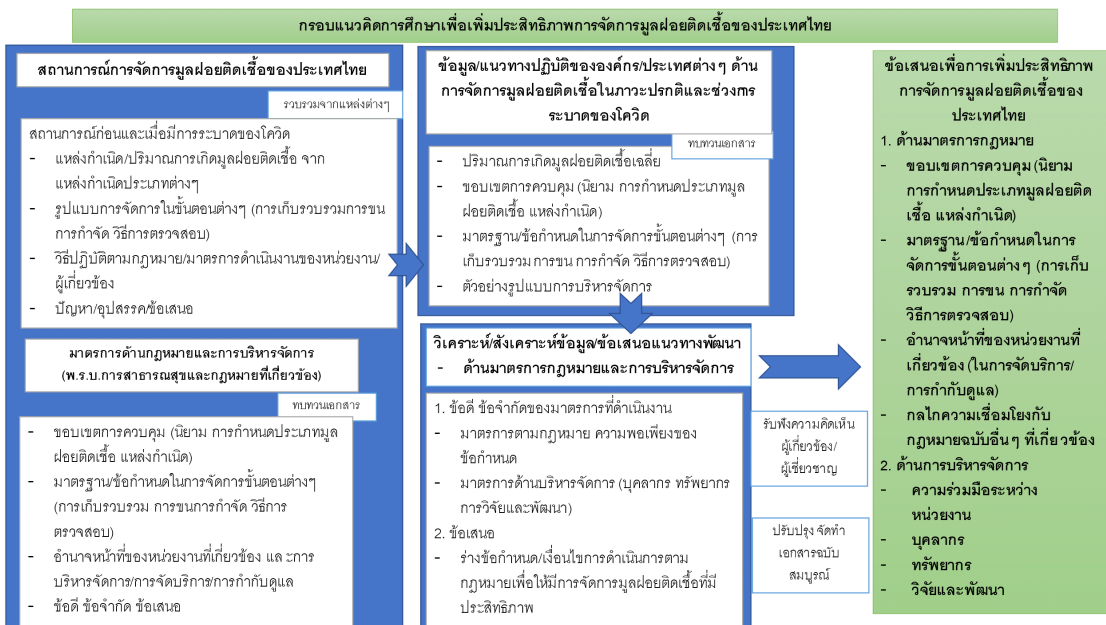 กรอบแนวคิดการศึกษาเพื่อเพิ่มประสิทธิภาพการจัดการมูลฝอยติดเชื้อของประเทศไทย
สถานการณ์การจัดการมูลฝอยติดเชื้อของประเทศไทย
รวบรวมจากแหล่งต่างๆ
สถานการณ์ก่อนและเมื่อมีการระบาดของโควิด
- แหล่งกำเนิด/ปริมาณการเกิดมูลฝอยติดเชื้อ จาก
แหล่งกำเนิดประเภทต่างๆ
- รูปแบบการจัดการในขั้นตอนต่างๆ (การเก็บรวบรวมการขน
การกำจัด วิธีการตรวจสอบ)
- วิธีปฏิบัติตามกฎหมาย/มาตรการดำเนินงานของหน่วยงาน/
ผู้เกี่ยวข้อง
- ปัญหา/อุปสรรค/ข้อเสนอ
มาตรการด้านกฎหมายและการบริหารจัดการ
(พ.ร.บ.การสาธารณสุขและกฎหมายที่เกี่ยวข้อง)
ทบทวนเอกสาร
- ขอบเขตการควบคุม (นิยาม การกำหนดประเภทมูล
ฝอยติดเชื้อ แหล่งกำเนิด)
- มาตรฐาน/ข้อกำหนดในการจัดการขั้นตอนต่างๆ
(การเก็บรวบรวม การขนการกำจัด วิธีการ
ตรวจสอบ)
- อำนาจหน้าที่ของหน่วยงานที่เกี่ยวข้อง และการ
บริหารจัดการ/การจัดบริการ/การกำกับดูแล
- ข้อดี ข้อจำกัด ข้อเสนอ
ข้อมูล/แนวทางปฏิบัติขององค์กร/ประเทศต่างๆ ด้าน
การจัดการมูลฝอยติดเชื้อในภาวะปรกติและช่วงการ
ระบาดของโควิด
ทบทวนเอกสาร
- ปริมาณการเกิดมูลฝอยติดเชื้อเฉลี่ย
- ขอบเขตการควบคุม (นิยาม การกำหนดประเภทมูล
ฝอยติดเชื้อ แหล่งกำเนิด)
- มาตรฐาน/ข้อกำหนดในการจัดการขั้นตอนต่างๆ (การ
เก็บรวบรวม การขน การกำจัด วิธีการตรวจสอบ)
- ตัวอย่างรูปแบบการบริหารจัดการ
วิเคราะห์/สังเคราะห์ข้อมูล/ข้อเสนอแนวทางพัฒนา
- ด้านมาตรการกฎหมายและการบริหารจัดการ
1. ข้อดี ข้อจำกัดของมาตรการที่ดำเนินงาน
- มาตรการตามกฎหมาย ความพอเพียงของ
ข้อกำหนด
- มาตรการด้านบริหารจัดการ (บุคลากร ทรัพยากร
การวิจัยและพัฒนา)
2. ข้อเสนอ
- ร่างข้อกำหนด/เงื่อนไขการดำเนินการตาม
กฎหมายเพื่อให้มีการจัดการมูลฝอยติดเชื้อที่มี
ประสิทธิภาพ
รับฟังความคิดเห็น
ผู้เกี่ยวข้อง/
ผู้เชี่ยวชาญ
ปรับปรุง จัดทำ
เอกสารฉบับ
สมบูรณ์
ข้อเสนอเพื่อการเพิ่มประสิทธิภาพ
การจัดการมูลฝอยติดเชื้อของ
ประเทศไทย
1. ด้านมาตรการกฎหมาย
- ขอบเขตการควบคุม (นิยาม
การกำหนดประเภทมูลฝอยติด
เชื้อ แหล่งกำเนิด)
- มาตรฐาน/ข้อกำหนดในการ
จัดการขั้นตอนต่างๆ (การเก็บ
รวบรวม การขน การกำจัด
วิธีการตรวจสอบ)
- อำนาจหน้าที่ของหน่วยงานที่
เกี่ยวข้อง (ในการจัดบริการ/
การกำกับดูแล)
- กลไกความเชื่อมโยงกับ
กฎหมายฉบับอื่นๆ ที่เกี่ยวข้อง
2. ด้านการบริหารจัดการ
- ความร่วมมือระหว่าง
หน่วยงาน
- บุคลากร
- ทรัพยากร
- วิจัยและพัฒนา